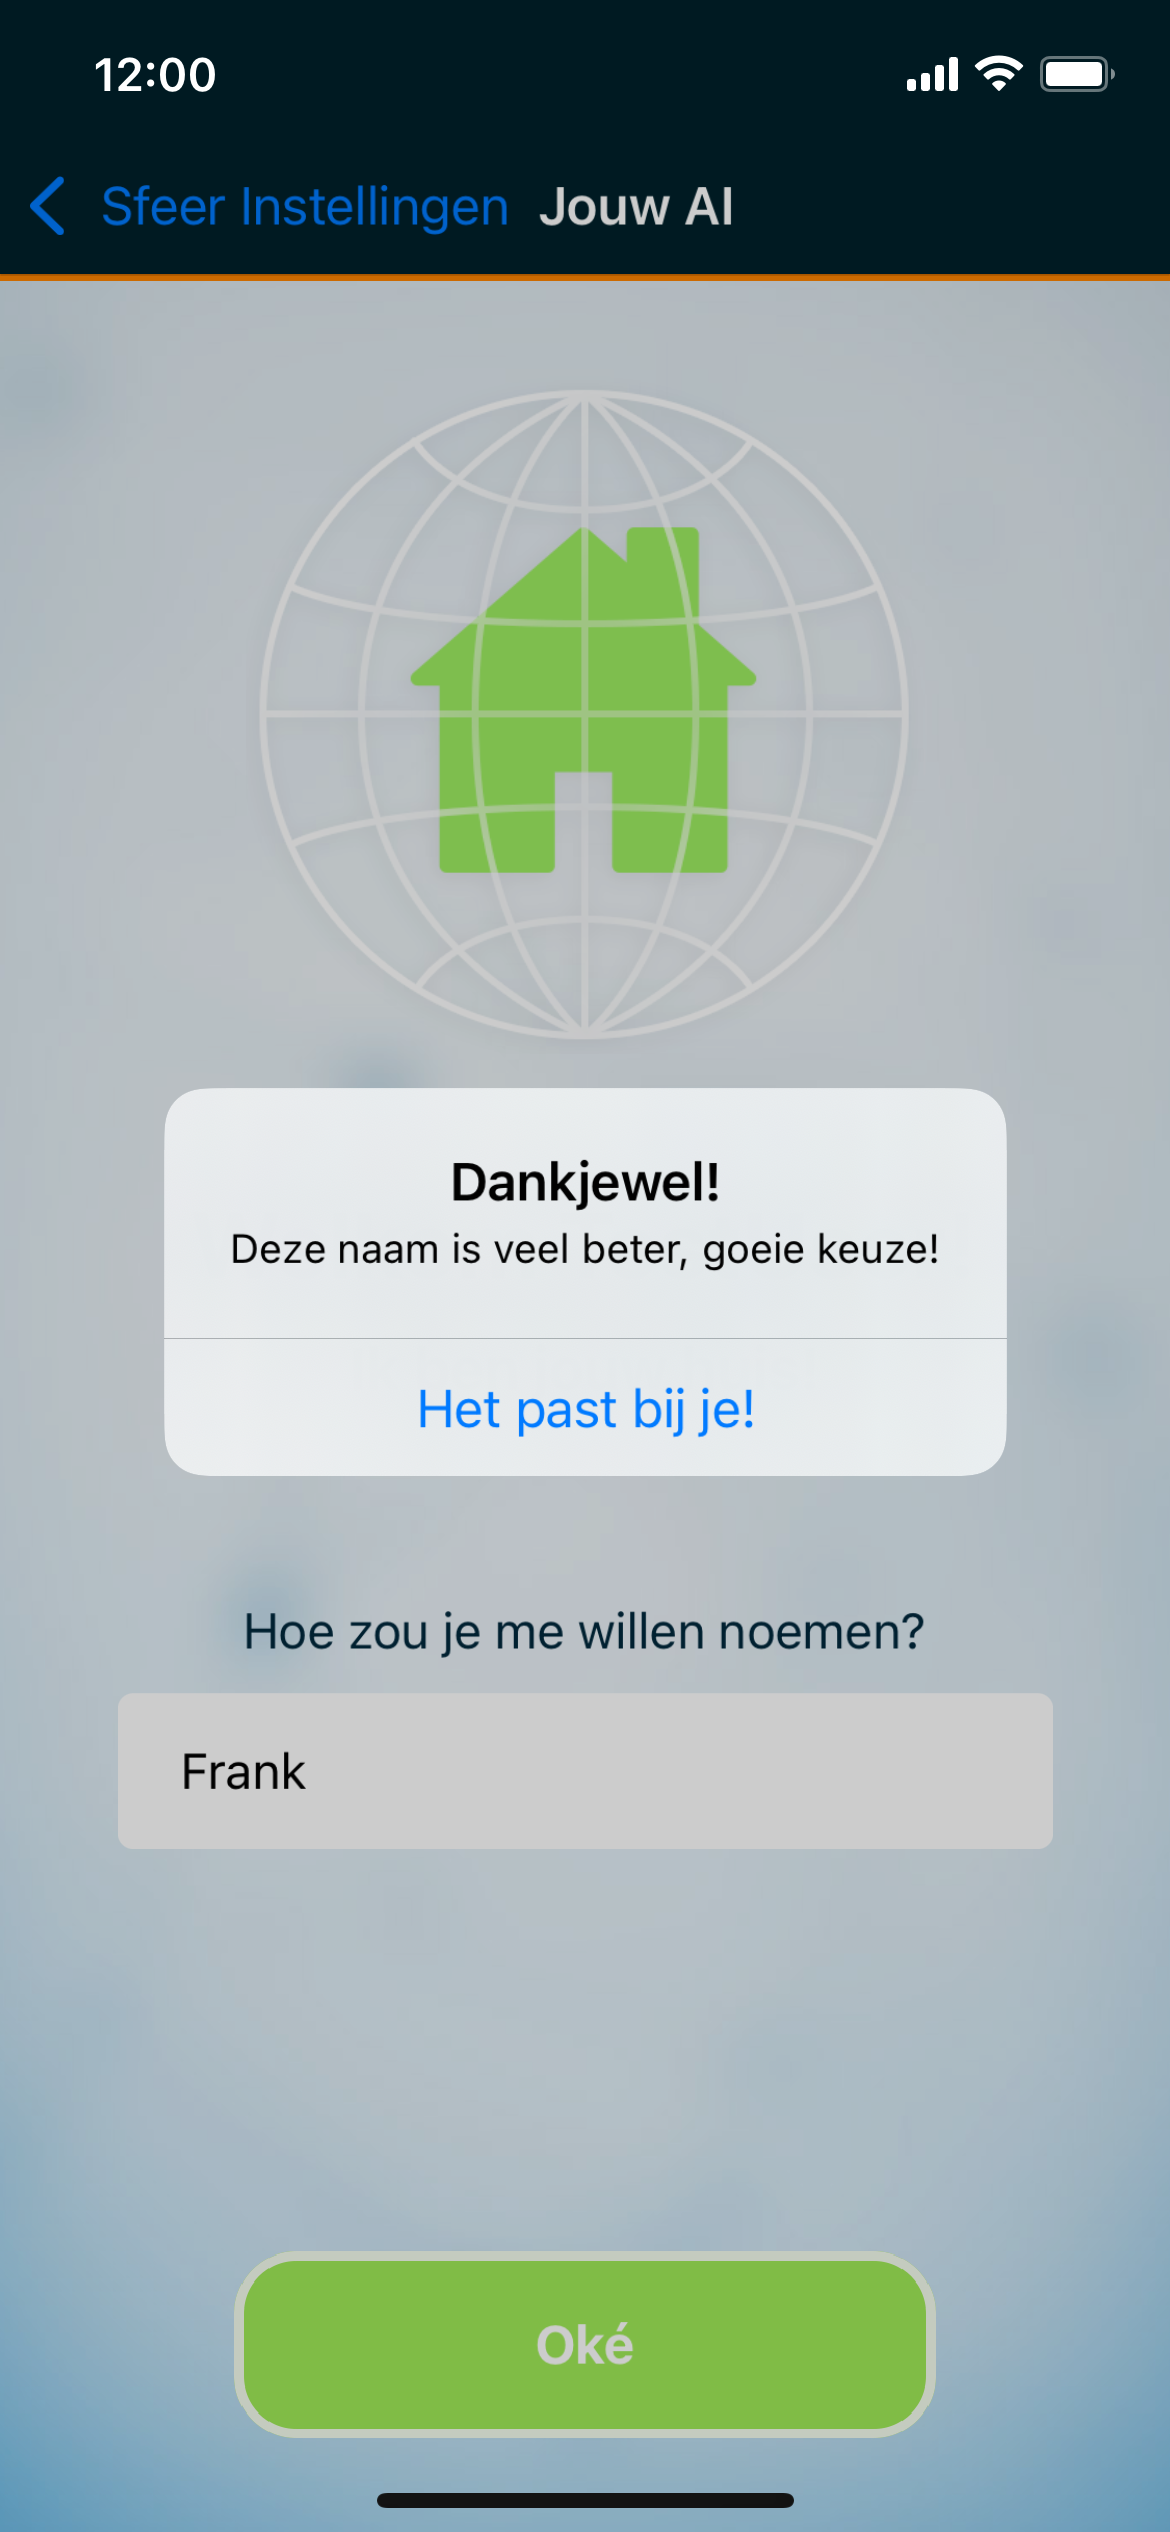 12:00
Sfeer Instellingen Jouw AI
Dankjewel!
Deze naam is veel beter, goeie keuze!
Het past bij je!
Hoe zou je me willen noemen?
Frank
Oké